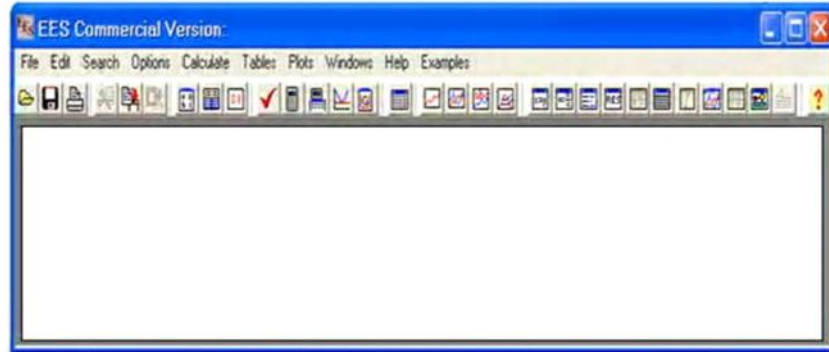 EES Commercial Version:
File Edit Search Options Calculate Tables Plots Windows Help Examples